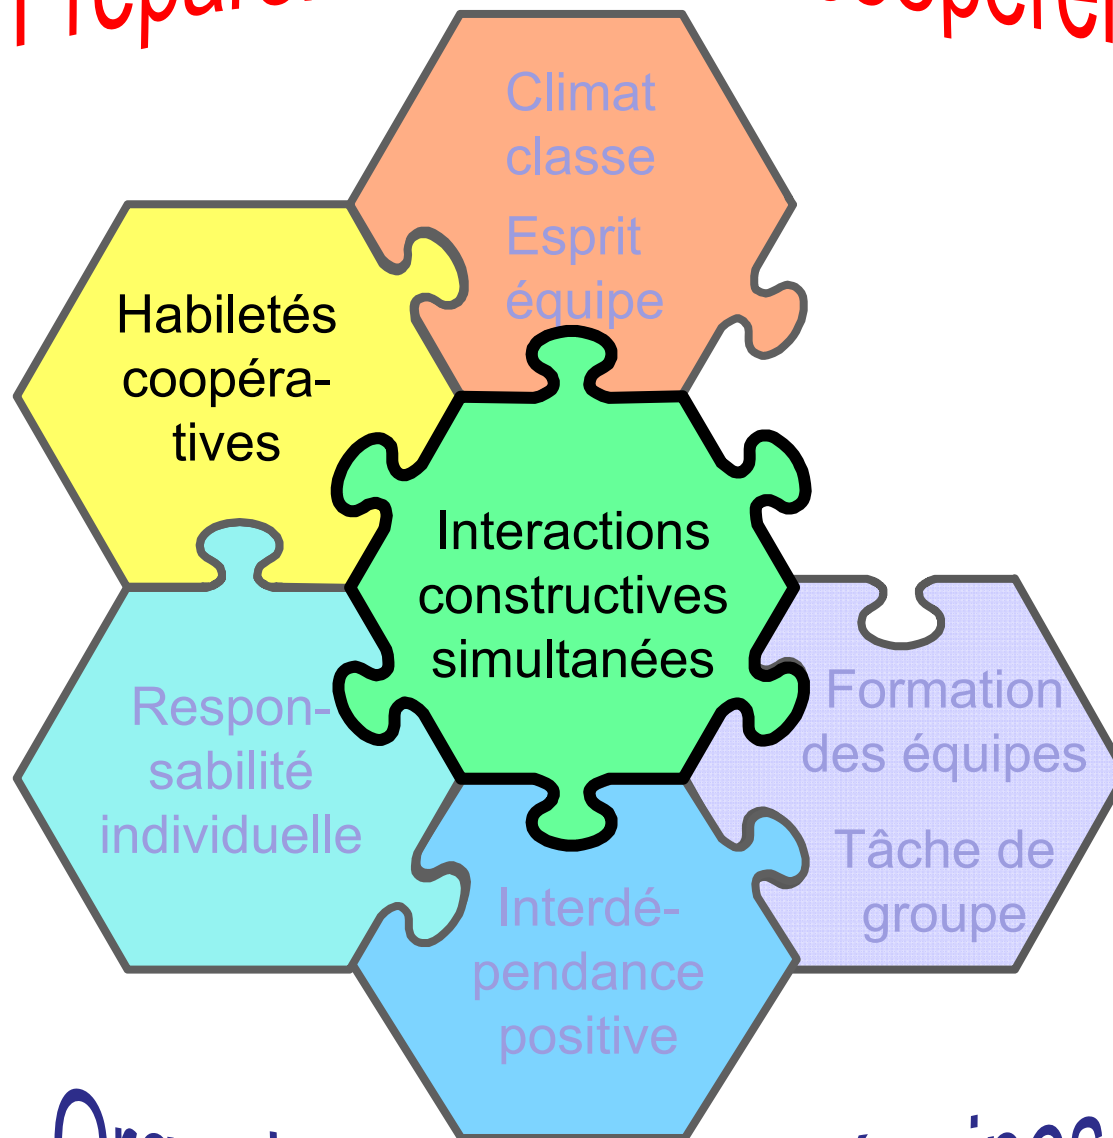 coopérer
Climat
classe
Esprit
équipe
Habiletés
coopéra-
tives
Interactions
constructives
simultanées
Respon-
sabilité
individuelle
Formation
des équipes
Tâche de
groupe
Interdé-
pendance
positive